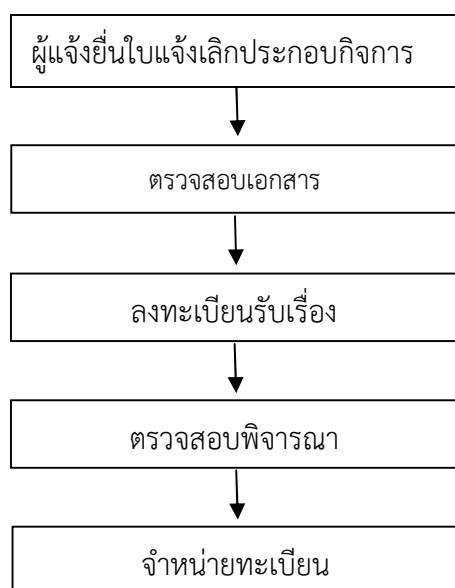 ผู้แจ้งยื่นใบแจ้งเลิกประกอบกิจการ
ตรวจสอบเอกสาร
ลงทะเบียนรับเรื่อง
ตรวจสอบพิจารณา
จำหน่ายทะเบียน